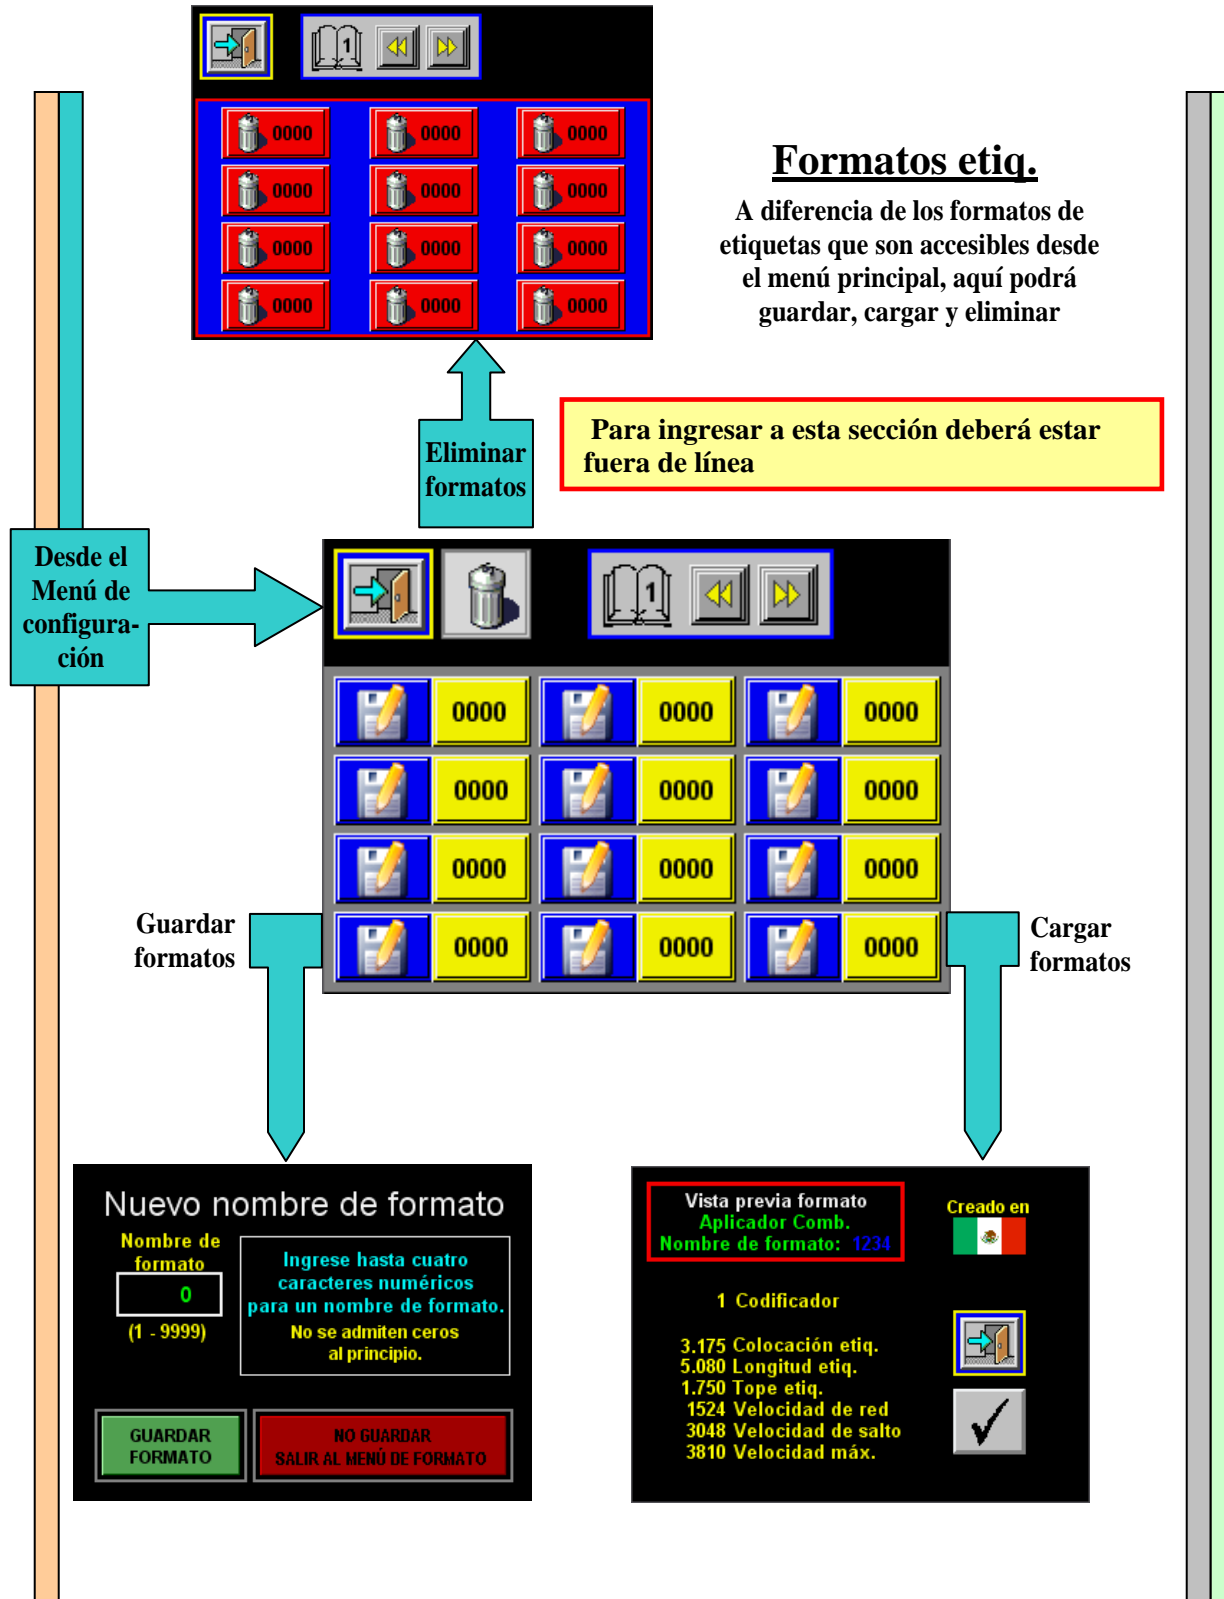 1
0000 0000 0000
0000 0000 0000
0000 0000 0000
0000 0000 0000
Formatos etiq.
A diferencia de los formatos de
etiquetas que son accesibles desde
el menú principal, aquí podrá
guardar, cargar y eliminar
Eliminar
formatos
Para ingresar a esta sección deberá estar
fuera de línea
Desde el
Menú de
configura-
ción
1
0000 0000 0000
0000 0000 0000
0000 0000 0000
0000 0000 0000
Guardar
formatos
Cargar
formatos
Nuevo nombre de formato
Nombre de
formato
0
(1 - 9999)
Ingrese hasta cuatro
caracteres numéricos
para un nombre de formato.
No se admiten ceros
al principio.
GUARDAR
FORMATO
NO GUARDAR
SALIR AL MENÚ DE FORMATO
Vista previa formato
Aplicador Comb.
Nombre de formato: 1234
Creado en
1 Codificador
3.175 Colocación etiq.
5.080 Longitud etiq.
1.750 Tope etiq.
1524 Velocidad de red
3048 Velocidad de salto
3810 Velocidad máx.